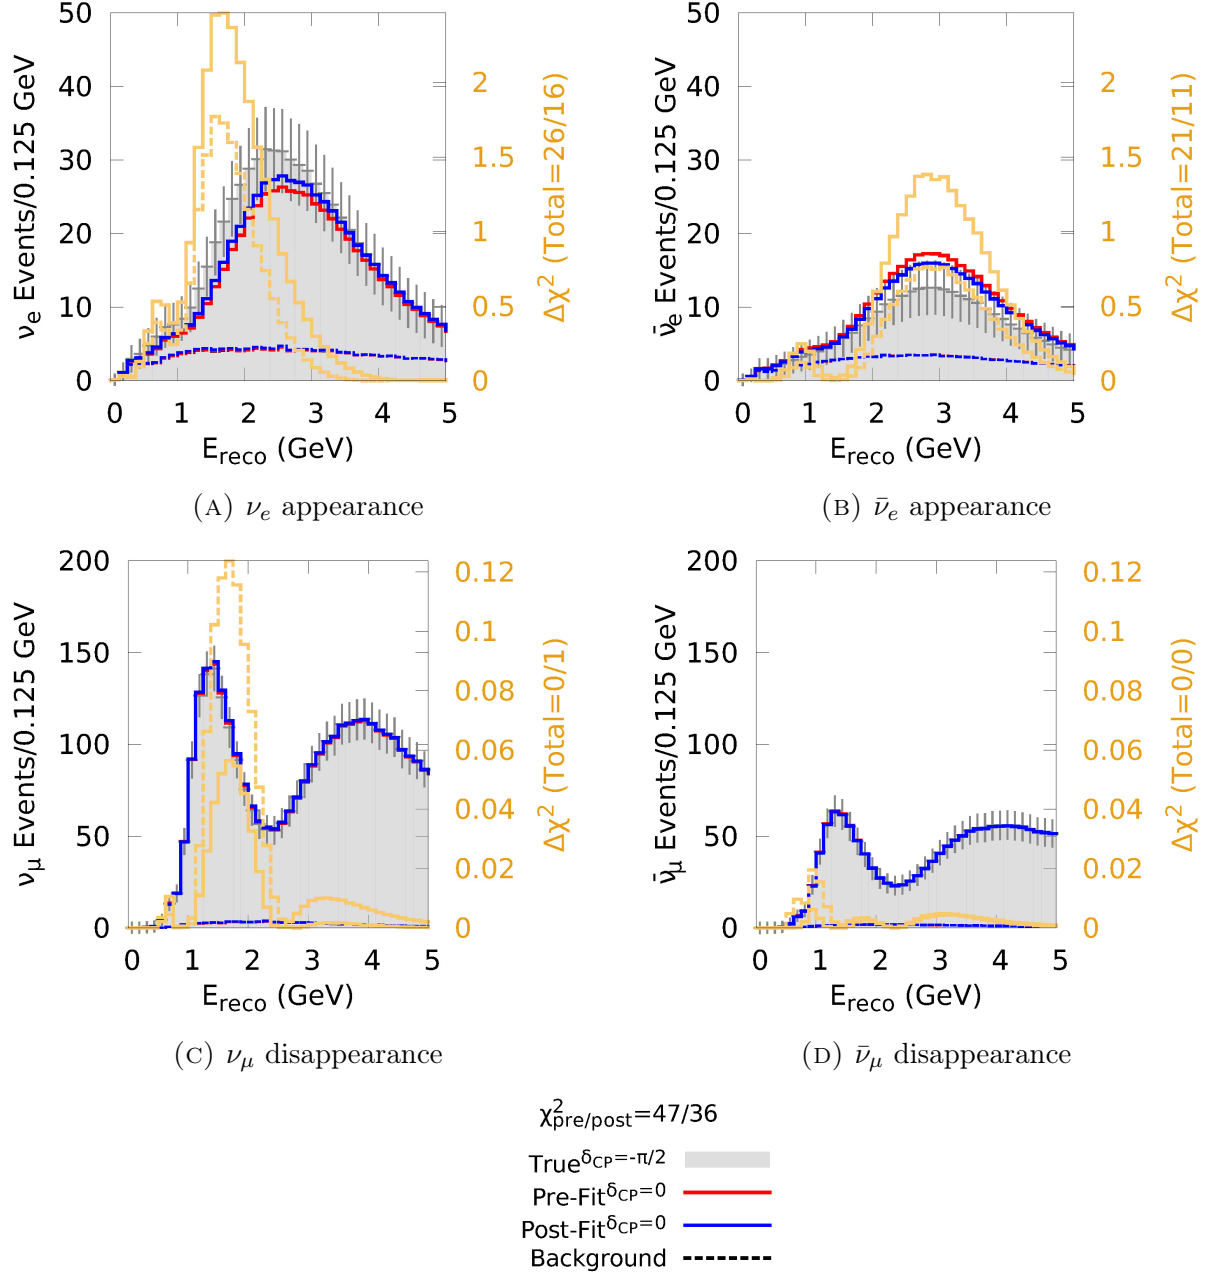 50
40
30
20
10
0
νe Events/0.125 GeV
2
1.5
1
0.5
0
Δχ2 (Total=26/16)
0 1 2 3 4 5
Ereco (GeV)
(A) νe appearance
50
40
30
20
10
0
ν̄e Events/0.125 GeV
2
1.5
1
0.5
0
Δχ2 (Total=21/11)
0 1 2 3 4 5
Ereco (GeV)
(B) ν̄e appearance
200
150
100
50
0
νμ Events/0.125 GeV
0.12
0.1
0.08
0.06
0.04
0.02
0
Δχ2 (Total=0/1)
0 1 2 3 4 5
Ereco (GeV)
(C) νμ disappearance
200
150
100
50
0
ν̄μ Events/0.125 GeV
0.12
0.1
0.08
0.06
0.04
0.02
0
Δχ2 (Total=0/0)
0 1 2 3 4 5
Ereco (GeV)
(D) ν̄μ disappearance
χ2pre/post=47/36
TrueδCP=-π/2
Pre-FitδCP=0
Post-FitδCP=0
Background